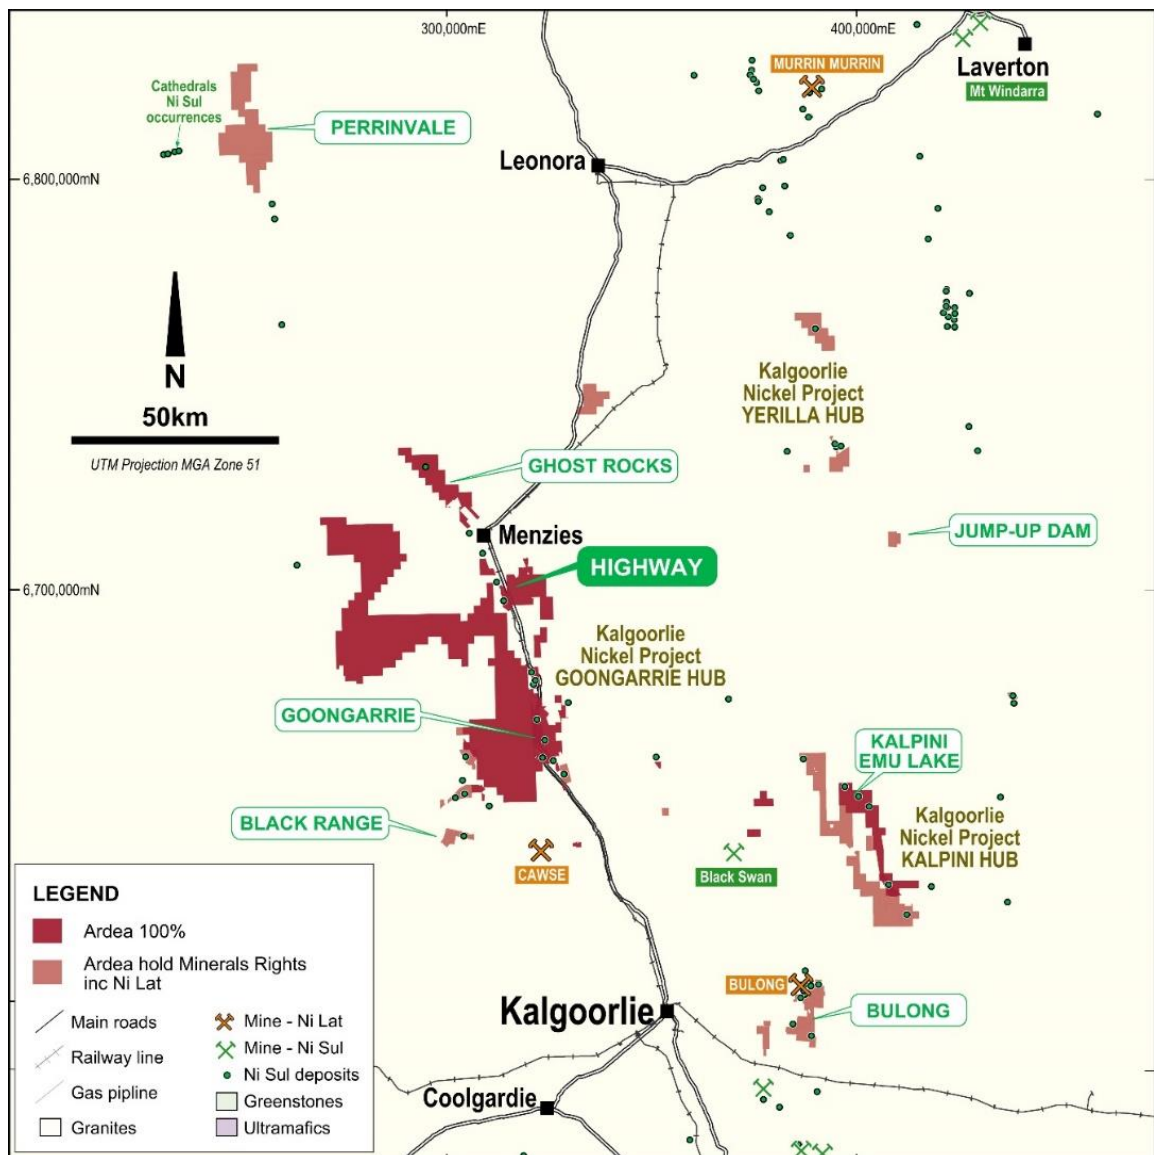 300,000mE
400,000mE
MURRIN MURRIN
Laverton
Mt Windarra
Cathedrals
Ni Sul
occurrences
PERRINVALE
Leonora
6,800,000mN
N
50km
UTM Projection MGA Zone 51
Kalgoorlie
Nickel Project
YERILLA HUB
GHOST ROCKS
Menzies
JUMP-UP DAM
HIGHWAY
6,700,000mN
Kalgoorlie
Nickel Project
GOONGARRIE HUB
GOONGARRIE
KALPINI
EMU LAKE
BLACK RANGE
Kalgoorlie
Nickel Project
KALPINI HUB
CAWSE
Black Swan
BULONG
BULONG
Kalgoorlie
Coolgardie
LEGEND
Ardea 100%
Ardea hold Minerals Rights
inc Ni Lat
Main roads
Railway line
Gas pipline
Granites
Mine - Ni Lat
Mine - Ni Sul
Ni Sul deposits
Greenstones
Ultramafics